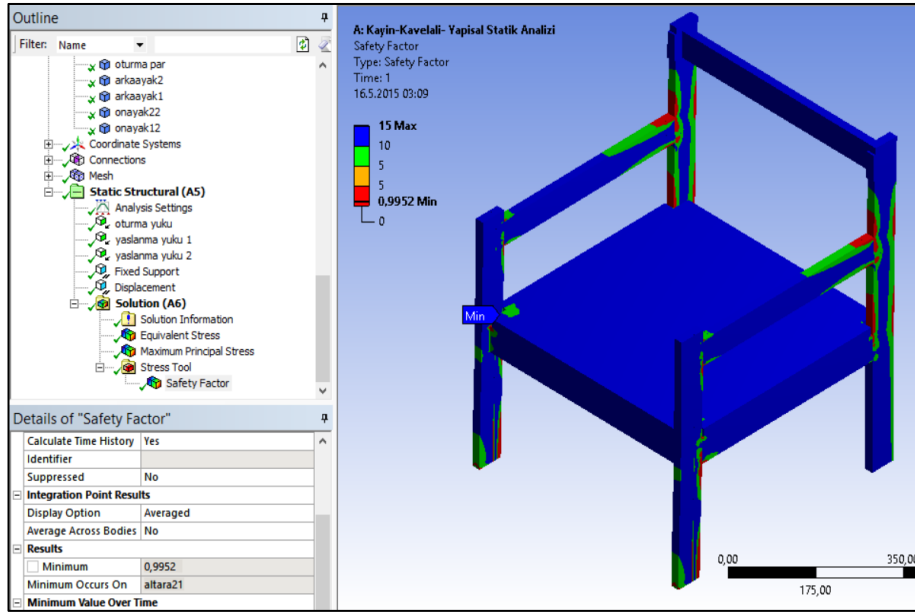 Outline
Filter: Name
oturma par
arkaayak2
arkaayak1
onayak22
onayak12
Coordinate Systems
Connections
Mesh
Static Structural (A5)
Analysis Settings
oturma yuku
yaslanma yuku 1
yaslanma yuku 2
Fixed Support
Displacement
Solution (A6)
Solution Information
Equivalent Stress
Maximum Principal Stress
Stress Tool
Safety Factor
Details of "Safety Factor"
Calculate Time History Yes
Identifier
Suppressed No
Integration Point Results
Display Option Averaged
Average Across Bodies No
Results
Minimum 0,9952
Minimum Occurs On altara21
Minimum Value Over Time
A: Kayin-Kavelali- Yapisal Statik Analizi
Safety Factor
Type: Safety Factor
Time: 1
16.5.2015 03:09
15 Max
10
5
5
0,9952 Min
0
Min
0,00 350,00
175,00